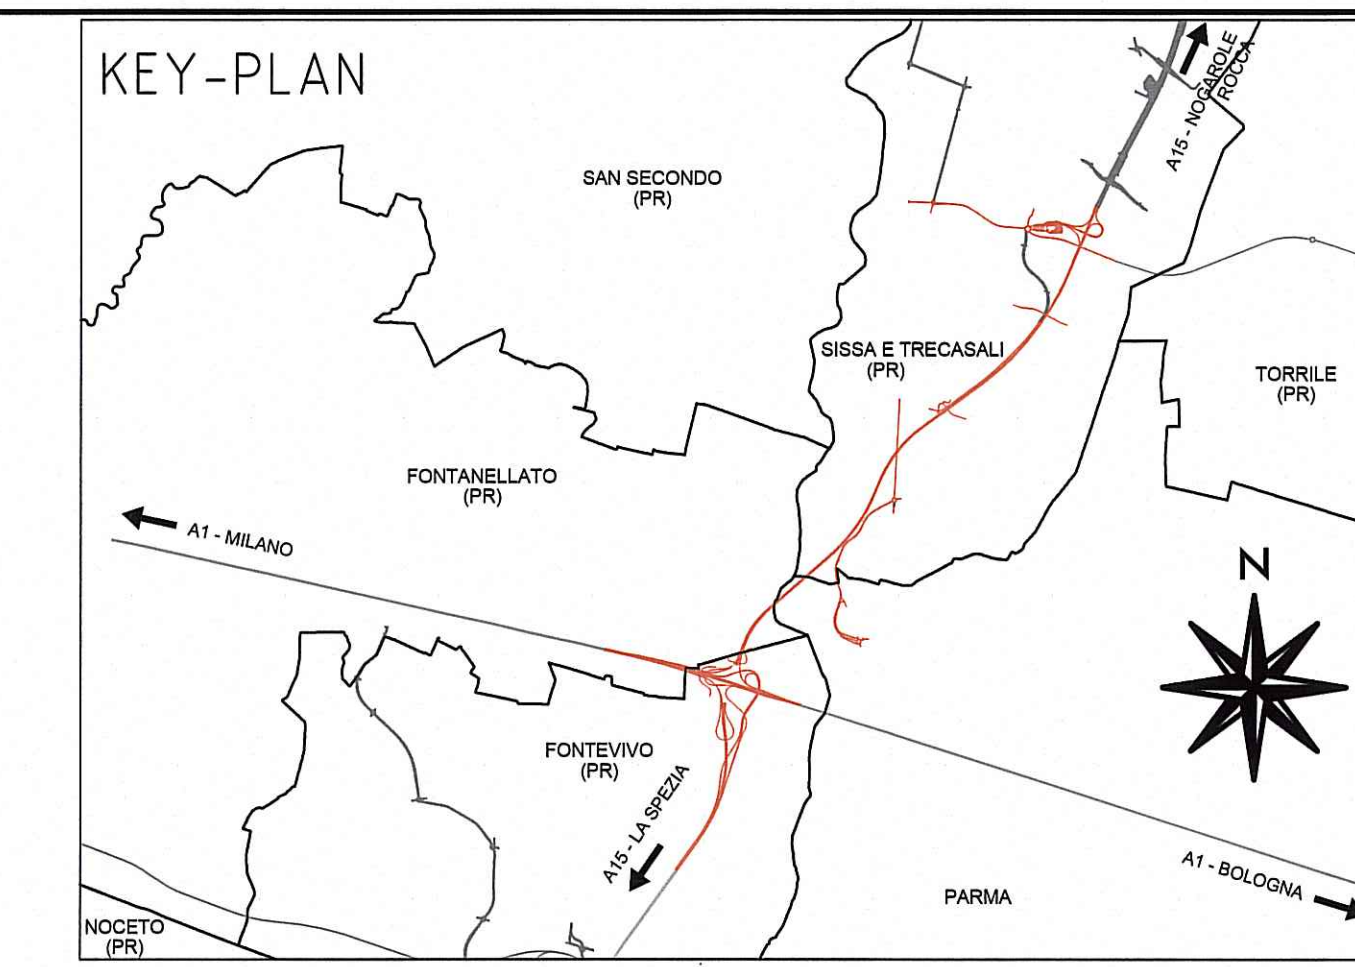 KEY-PLAN
A15 - NOGAROLE
ROCCA
SAN SECONDO
(PR)
SISSA E TRECASALI
(PR)
TORRILE
(PR)
FONTANELLATO
(PR)
A1 - MILANO
N
FONTEVIVO
(PR)
A15 - LA SPEZIA
A1 - BOLOGNA
PARMA
NOCETO
(PR)